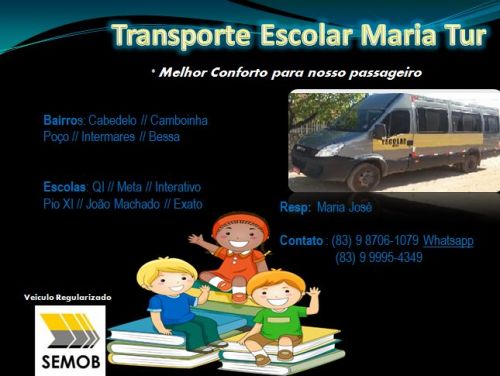 Transporte Escolar Maria Tur
* Melhor Conforto para nosso passageiro
Bairros: Cabedelo // Camboinha
Poço // Intermares // Bessa
ESCOLAR
Escolas: QI // Meta // Interativo
Pio XI // João Machado // Exato
Resp: Maria José
Contato : (83) 9 8706-1079 Whatsapp
(83) 9 9995-4349
Veiculo Regularizado
SEMOB